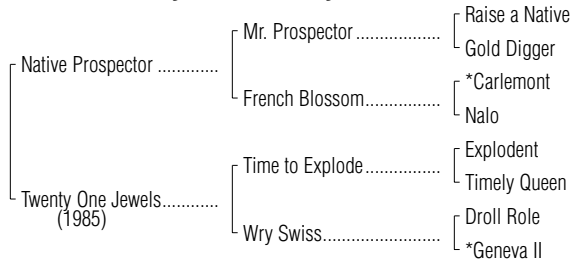 Raise a Native
Mr. Prospector ..................
Gold Digger
Native Prospector .............
*Carlemont
French Blossom.................
Nalo
Explodent
Time to Explode.................
Timely Queen
Twenty One Jewels............
(1985)
Droll Role
Wry Swiss..........................
*Geneva II